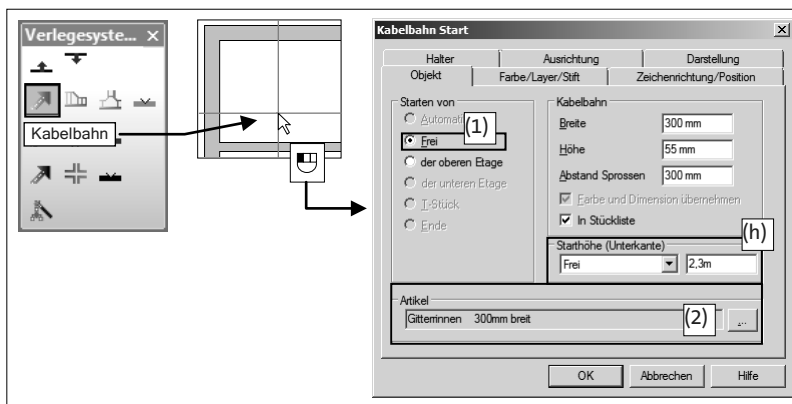 Verlegesyste... ×
Kabelbahn
Kabelbahn Start
Halter
Ausrichtung
Darstellung
Objekt
Farbe/Layer/Stift
Zeichenrichtung/Position
Starten von
(1)
Frei
der oberen Etage
der unteren Etage
T-Stück
Ende
Kabelbahn
Breite 300 mm
Höhe 55 mm
Abstand Sprossen 300 mm
Farbe und Dimension übernehmen
In Stückliste
(h)
Starthöhe (Unterkante)
Frei 2,3m
Artikel
Gitterrinnen 300mm breit
(2)
...
OK
Abbrechen
Hilfe